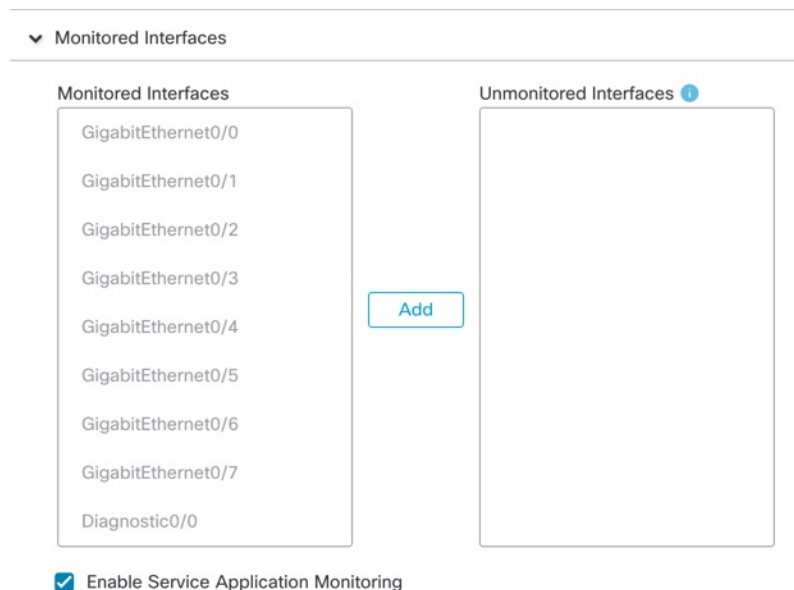 Monitored Interfaces
Monitored Interfaces
Unmonitored Interfaces
GigabitEthernet0/0
GigabitEthernet0/1
GigabitEthernet0/2
GigabitEthernet0/3
GigabitEthernet0/4
GigabitEthernet0/5
GigabitEthernet0/6
GigabitEthernet0/7
Diagnostic0/0
Add
Enable Service Application Monitoring